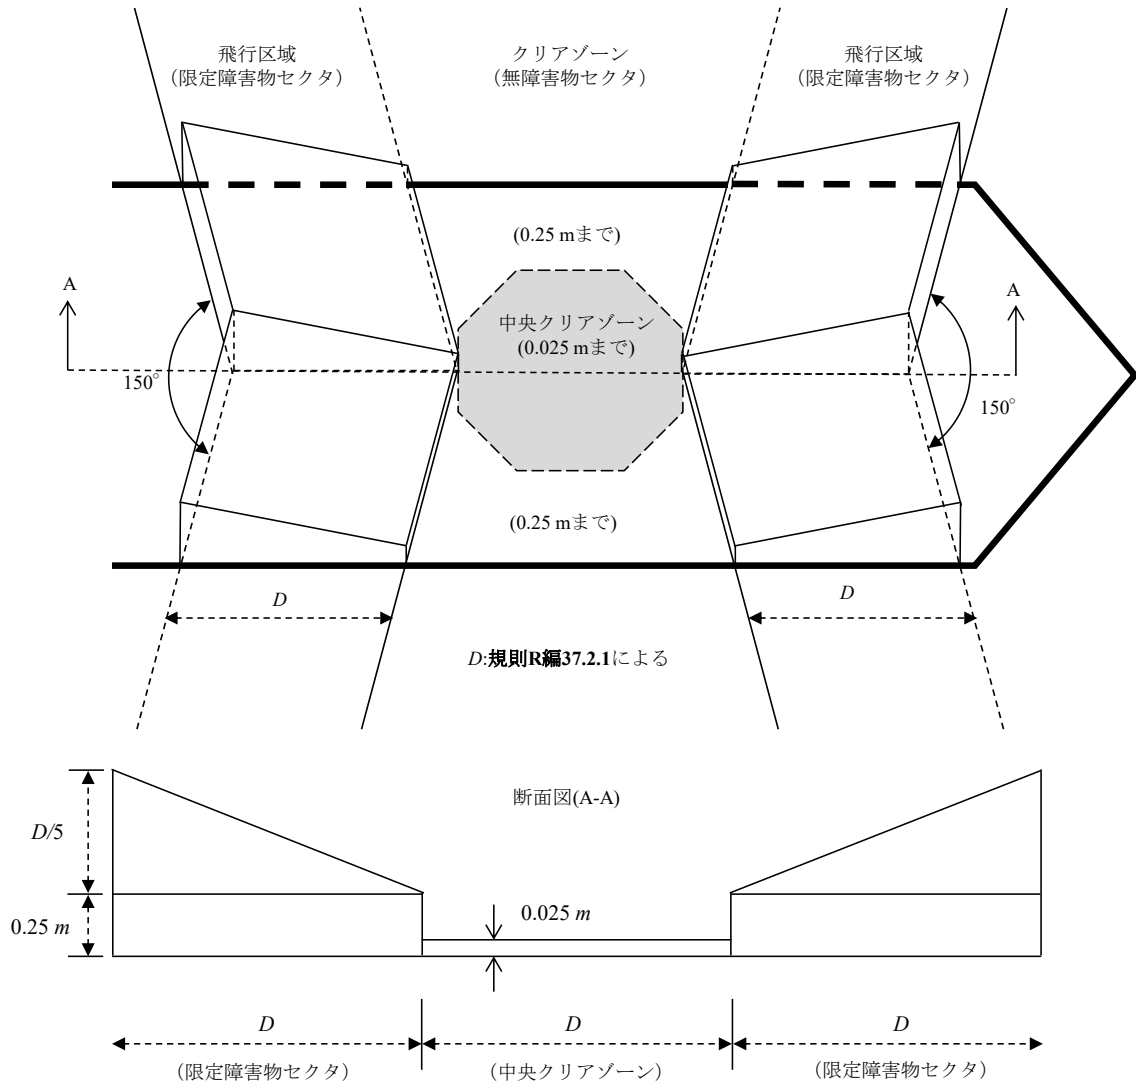 飛行区域
(限定障害物セクタ)
クリアゾーン
(無障害物セクタ)
飛行区域
(限定障害物セクタ)
(0.25 mまで)
A
A
中央クリアゾーン
(0.025 mまで)
150°
150°
(0.25 mまで)
D
D
D:規則R編37.2.1による
断面図(A-A)
D/5
0.025 m
0.25 m
D
D
D
(限定障害物セクタ)
(中央クリアゾーン)
(限定障害物セクタ)